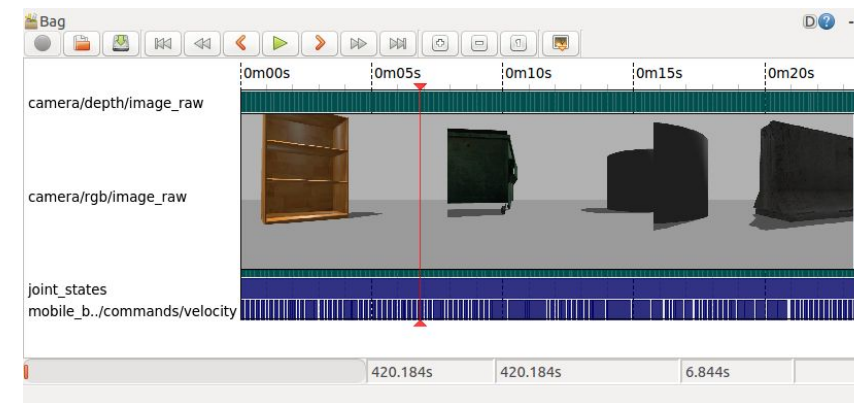 Bag D
0m00s 0m05s 0m10s 0m15s 0m20s
camera/depth/image_raw
camera/rgb/image_raw
joint_states
mobile_b../commands/velocity
420.184s 420.184s 6.844s